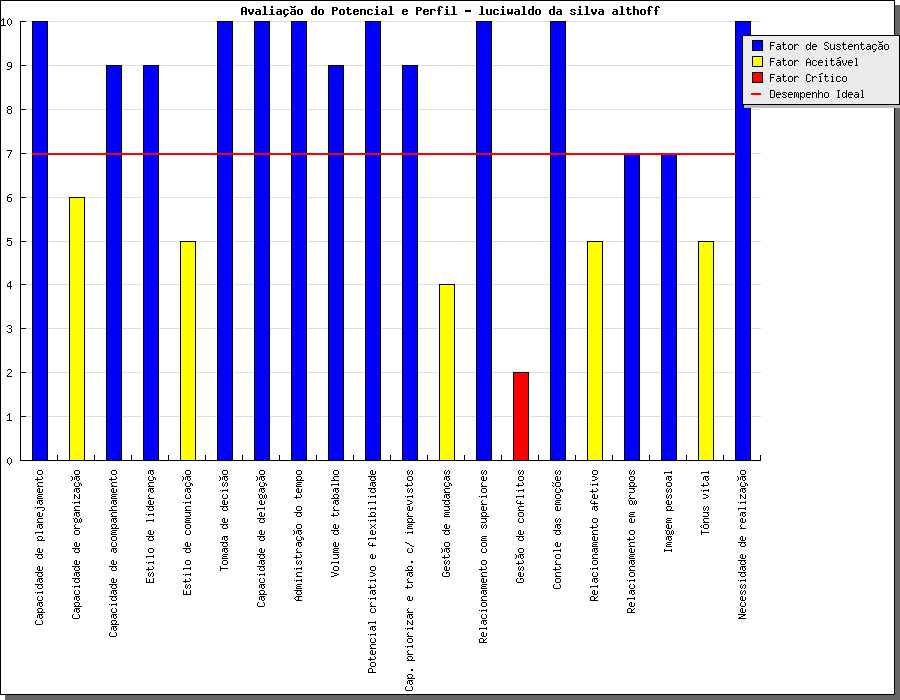 Avaliação do Potencial e Perfil - luciwaldo da silva althoff
10
9
8
7
6
5
4
3
2
1
0
Fator de Sustentação
Fator Aceitável
Fator Crítico
Desempenho Ideal
Capacidade de planejamento
Capacidade de organização
Capacidade de acompanhamento
Estilo de liderança
Estilo de comunicação
Tomada de decisão
Capacidade de delegação
Administração do tempo
Volume de trabalho
Potencial criativo e flexibilidade
Cap. priorizar e trab. c/ imprevistos
Gestão de mudanças
Relacionamento com superiores
Gestão de conflitos
Controle das emoções
Relacionamento afetivo
Relacionamento em grupos
Imagem pessoal
Tônus vital
Necessidade de realização